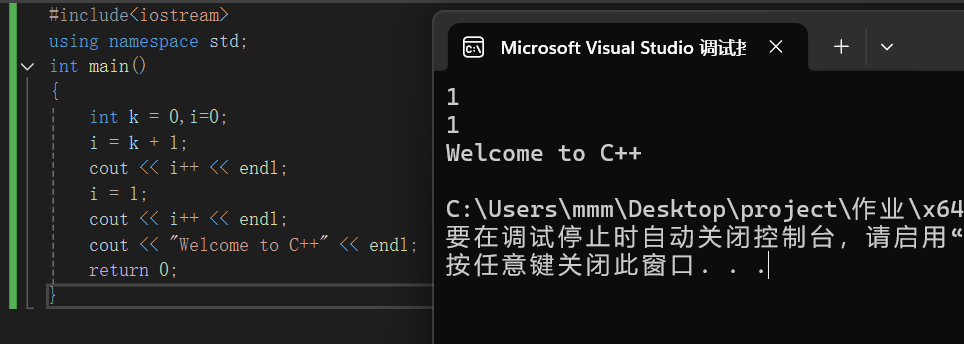 #include<iostream>
using namespace std;
int main()
{
int k = 0,i=0;
i = k + 1;
cout << i++ << endl;
i = 1;
cout << i++ << endl;
cout << "Welcome to C++" << endl;
return 0;
}
Microsoft Visual Studio 调试
1
1
Welcome to C++
C:\Users\mmm\Desktop\project\作业\x64
要在调试停止时自动关闭控制台，请启用“
按任意键关闭此窗口. . .